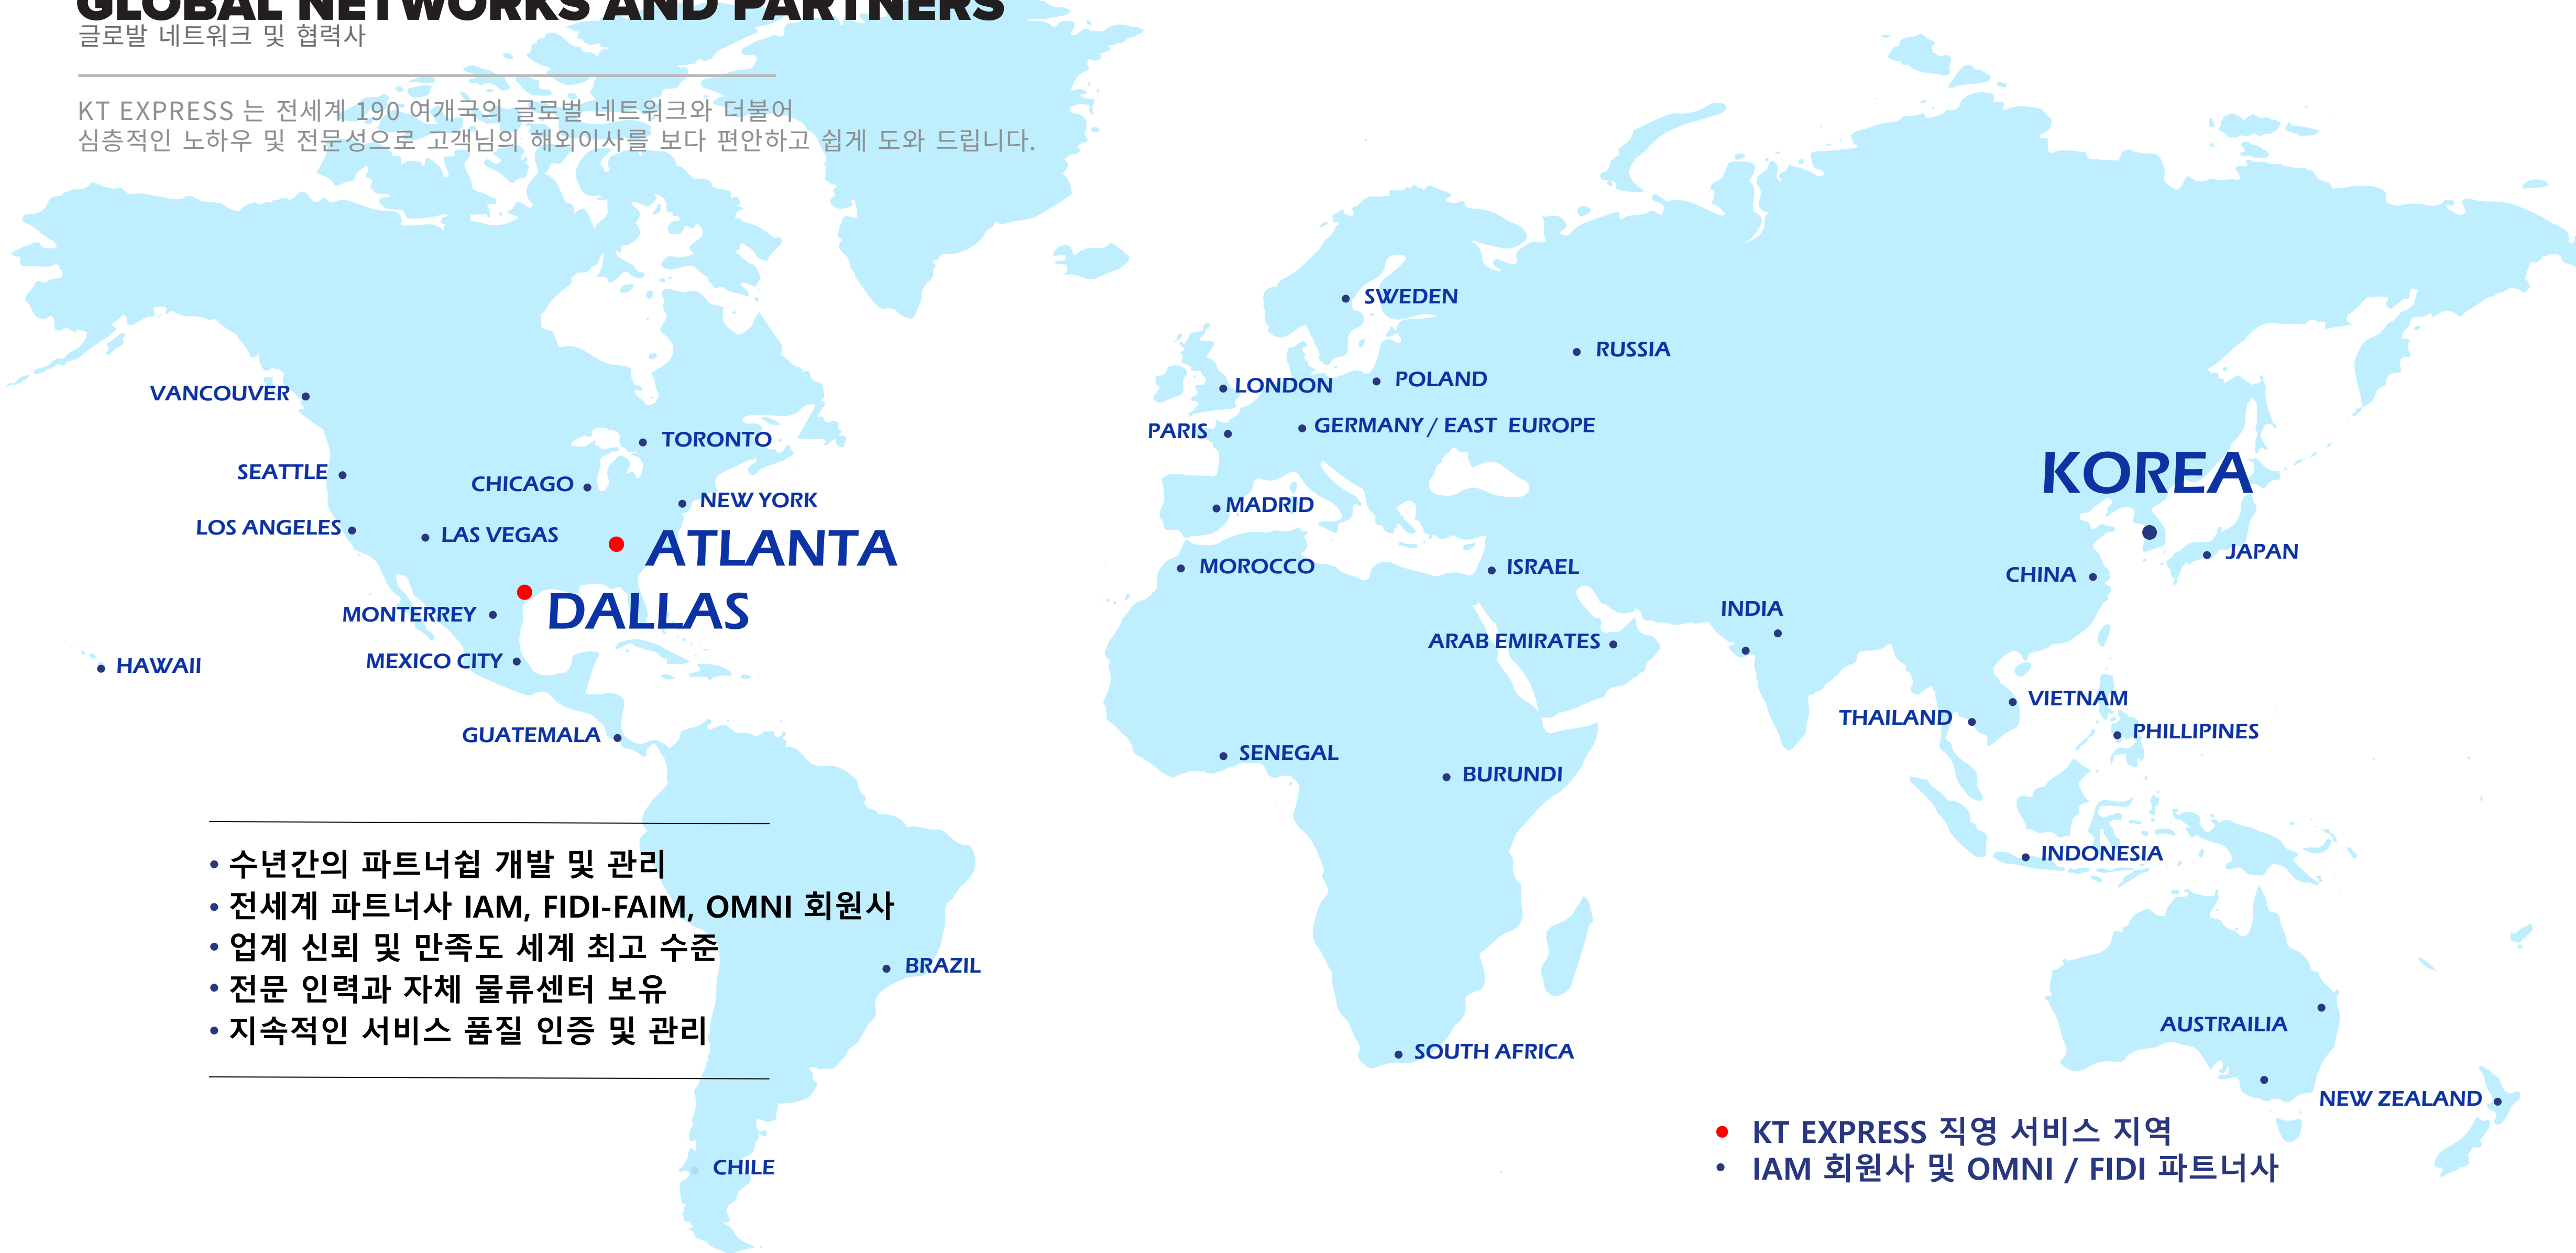 GLOBAL NETWORKS AND PARTNERS
글로발 네트워크 및 협력사
KT EXPRESS 는 전세계 190 여개국의 글로벌 네트워크와 더불어
심층적인 노하우 및 전문성으로 고객님의 해외이사를 보다 편안하고 쉽게 도와 드립니다.
SWEDEN
RUSSIA
VANCOUVER
LONDON
POLAND
TORONTO
PARIS
GERMANY / EAST EUROPE
SEATTLE
CHICAGO
NEW YORK
MADRID
KOREA
LOS ANGELES
LAS VEGAS
ATLANTA
JAPAN
MOROCCO
ISRAEL
CHINA
MONTERREY
DALLAS
INDIA
ARAB EMIRATES
HAWAII
MEXICO CITY
VIETNAM
THAILAND
PHILLIPINES
GUATEMALA
SENEGAL
BURUNDI
INDONESIA
• 수년간의 파트너쉽 개발 및 관리
• 전세계 파트너사 IAM, FIDI-FAIM, OMNI 회원사
• 업계 신뢰 및 만족도 세계 최고 수준
• 전문 인력과 자체 물류센터 보유
• 지속적인 서비스 품질 인증 및 관리
BRAZIL
AUSTRAILIA
SOUTH AFRICA
NEW ZEALAND
CHILE
• KT EXPRESS 직영 서비스 지역
• IAM 회원사 및 OMNI / FIDI 파트너사